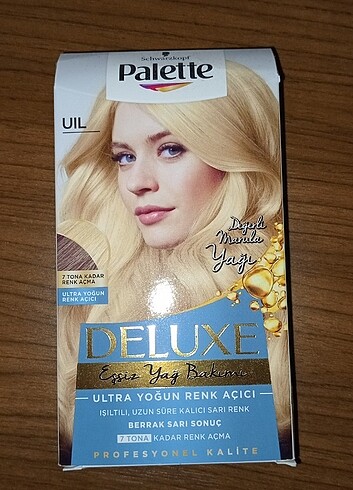 Schwarzkopf
Palette
UIL
Değerli
Manula
Yağı
7 TONA KADAR
RENK AÇMA
ULTRA YOĞUN
RENK AÇICI
DELUXE
Eşsiz Yağ Bakımı
ULTRA YOĞUN RENK AÇICI
IŞILTILI, UZUN SÜRE KALICI SARI RENK
BERRAK SARI SONUÇ
7 TONA KADAR RENK AÇMA
PROFESYONEL KALİTE